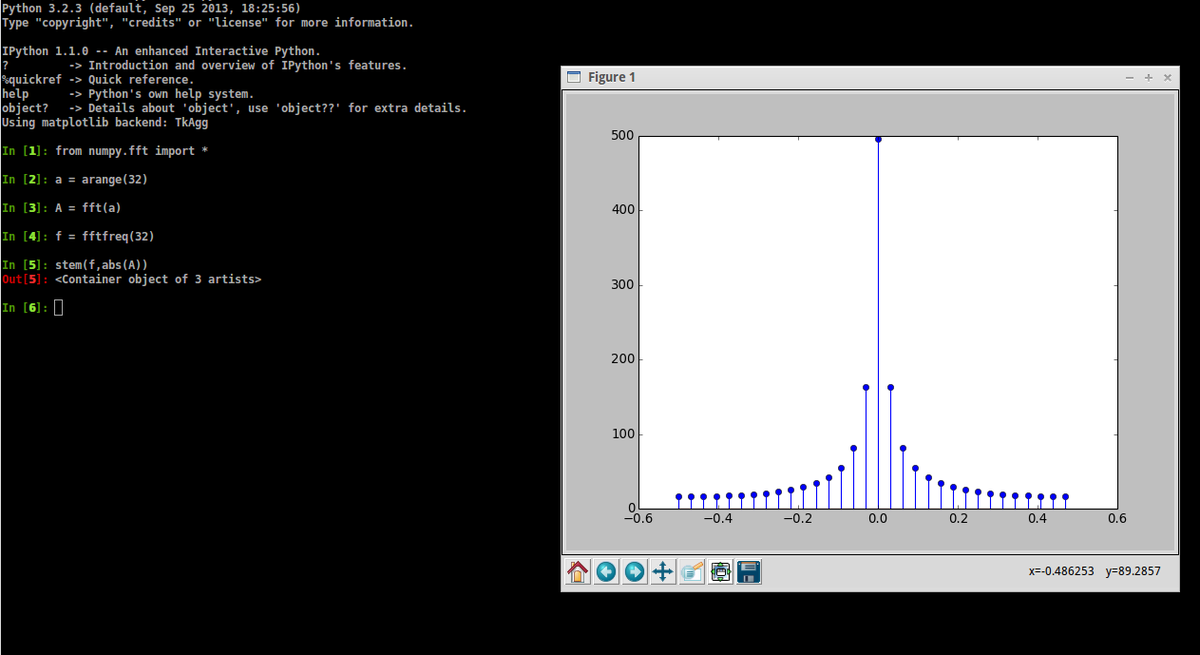 Python 3.2.3 (default, Sep 25 2013, 18:25:56)
Type "copyright", "credits" or "license" for more information.
IPython 1.1.0 -- An enhanced Interactive Python.
?         -> Introduction and overview of IPython's features.
%quickref -> Quick reference.
help      -> Python's own help system.
object?   -> Details about 'object', use 'object??' for extra details.
Using matplotlib backend: TkAgg
In [1]: from numpy.fft import *
In [2]: a = arange(32)
In [3]: A = fft(a)
In [4]: f = fftfreq(32)
In [5]: stem(f,abs(A))
Out[5]: <Container object of 3 artists>
In [6]:
Figure 1
500
400
300
200
100
0
−0.6 −0.4 −0.2 0.0 0.2 0.4 0.6
x=-0.486253 y=89.2857